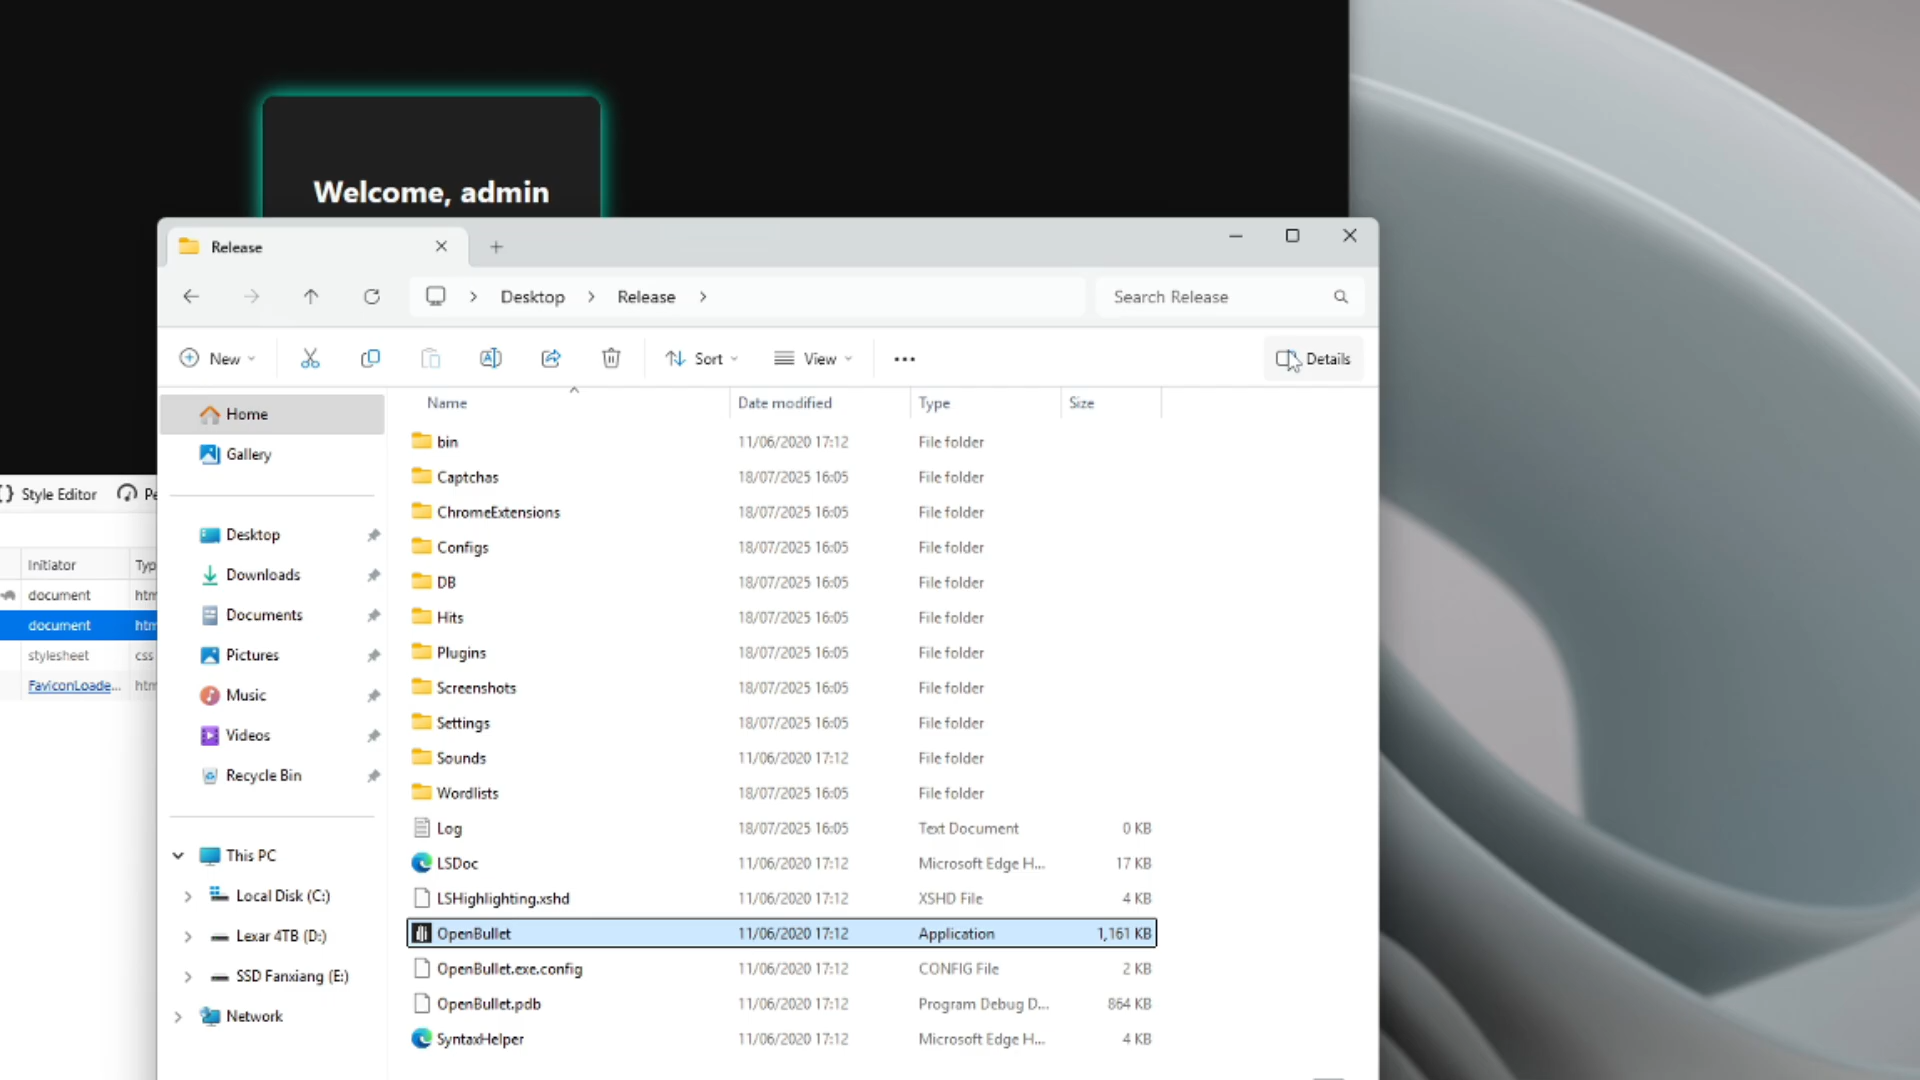 Welcome, admin
Release
Desktop
Release
Search Release
New
Sort
View
Details
Name
Date modified
Type
Size
Home
Gallery
Desktop
Downloads
Documents
Pictures
Music
Videos
Recycle Bin
This PC
Local Disk (C:)
Lexar 4TB (D:)
SSD Fanxiang (E:)
Network
bin 11/06/2020 17:12 File folder
Captchas 18/07/2025 16:05 File folder
ChromeExtensions 18/07/2025 16:05 File folder
Configs 18/07/2025 16:05 File folder
DB 18/07/2025 16:05 File folder
Hits 18/07/2025 16:05 File folder
Plugins 18/07/2025 16:05 File folder
Screenshots 18/07/2025 16:05 File folder
Settings 18/07/2025 16:05 File folder
Sounds 11/06/2020 17:12 File folder
Wordlists 18/07/2025 16:05 File folder
Log 18/07/2025 16:05 Text Document 0 KB
LSDoc 11/06/2020 17:12 Microsoft Edge H... 17 KB
LSHighlighting.xshd 11/06/2020 17:12 XSHD File 4 KB
OpenBullet 11/06/2020 17:12 Application 1,161 KB
OpenBullet.exe.config 11/06/2020 17:12 CONFIG File 2 KB
OpenBullet.pdb 11/06/2020 17:12 Program Debug D... 864 KB
SyntaxHelper 11/06/2020 17:12 Microsoft Edge H... 4 KB
{} Style Editor Pe
Initiator Typ
document htm
document htm
stylesheet css
FaviconLoade... htm